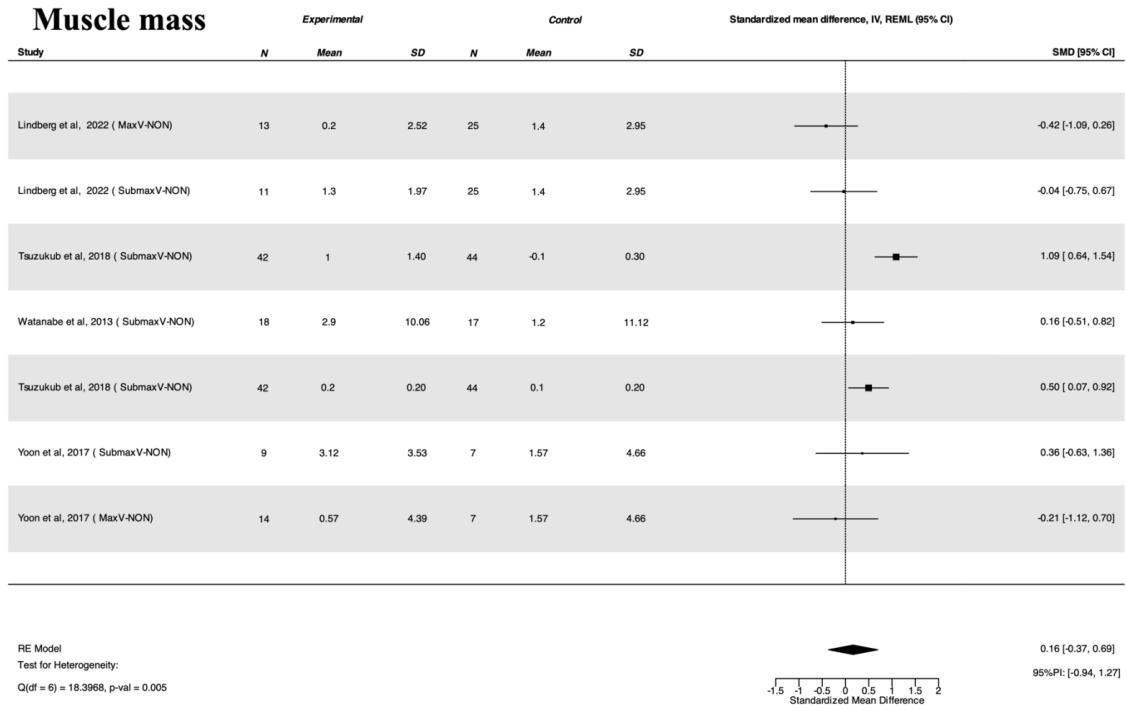 Muscle mass
Experimental Control Standardized mean difference, IV, REML (95% CI)
Study N Mean SD N Mean SD SMD [95% CI]
Lindberg et al, 2022 ( MaxV-NON) 13 0.2 2.52 25 1.4 2.95 -0.42 [-1.09, 0.26]
Lindberg et al, 2022 ( SubmaxV-NON) 11 1.3 1.97 25 1.4 2.95 -0.04 [-0.75, 0.67]
Tsuzukub et al, 2018 ( SubmaxV-NON) 42 1 1.40 44 -0.1 0.30 1.09 [ 0.64, 1.54]
Watanabe et al, 2013 ( SubmaxV-NON) 18 2.9 10.06 17 1.2 11.12 0.16 [-0.51, 0.82]
Tsuzukub et al, 2018 ( SubmaxV-NON) 42 0.2 0.20 44 0.1 0.20 0.50 [ 0.07, 0.92]
Yoon et al, 2017 ( SubmaxV-NON) 9 3.12 3.53 7 1.57 4.66 0.36 [-0.63, 1.36]
Yoon et al, 2017 ( MaxV-NON) 14 0.57 4.39 7 1.57 4.66 -0.21 [-1.12, 0.70]
RE Model 0.16 [-0.37, 0.69]
Test for Heterogeneity:
95%PI: [-0.94, 1.27]
Q(df = 6) = 18.3968, p-val = 0.005
-1.5 -1 -0.5 0 0.5 1 1.5 2
Standardized Mean Difference